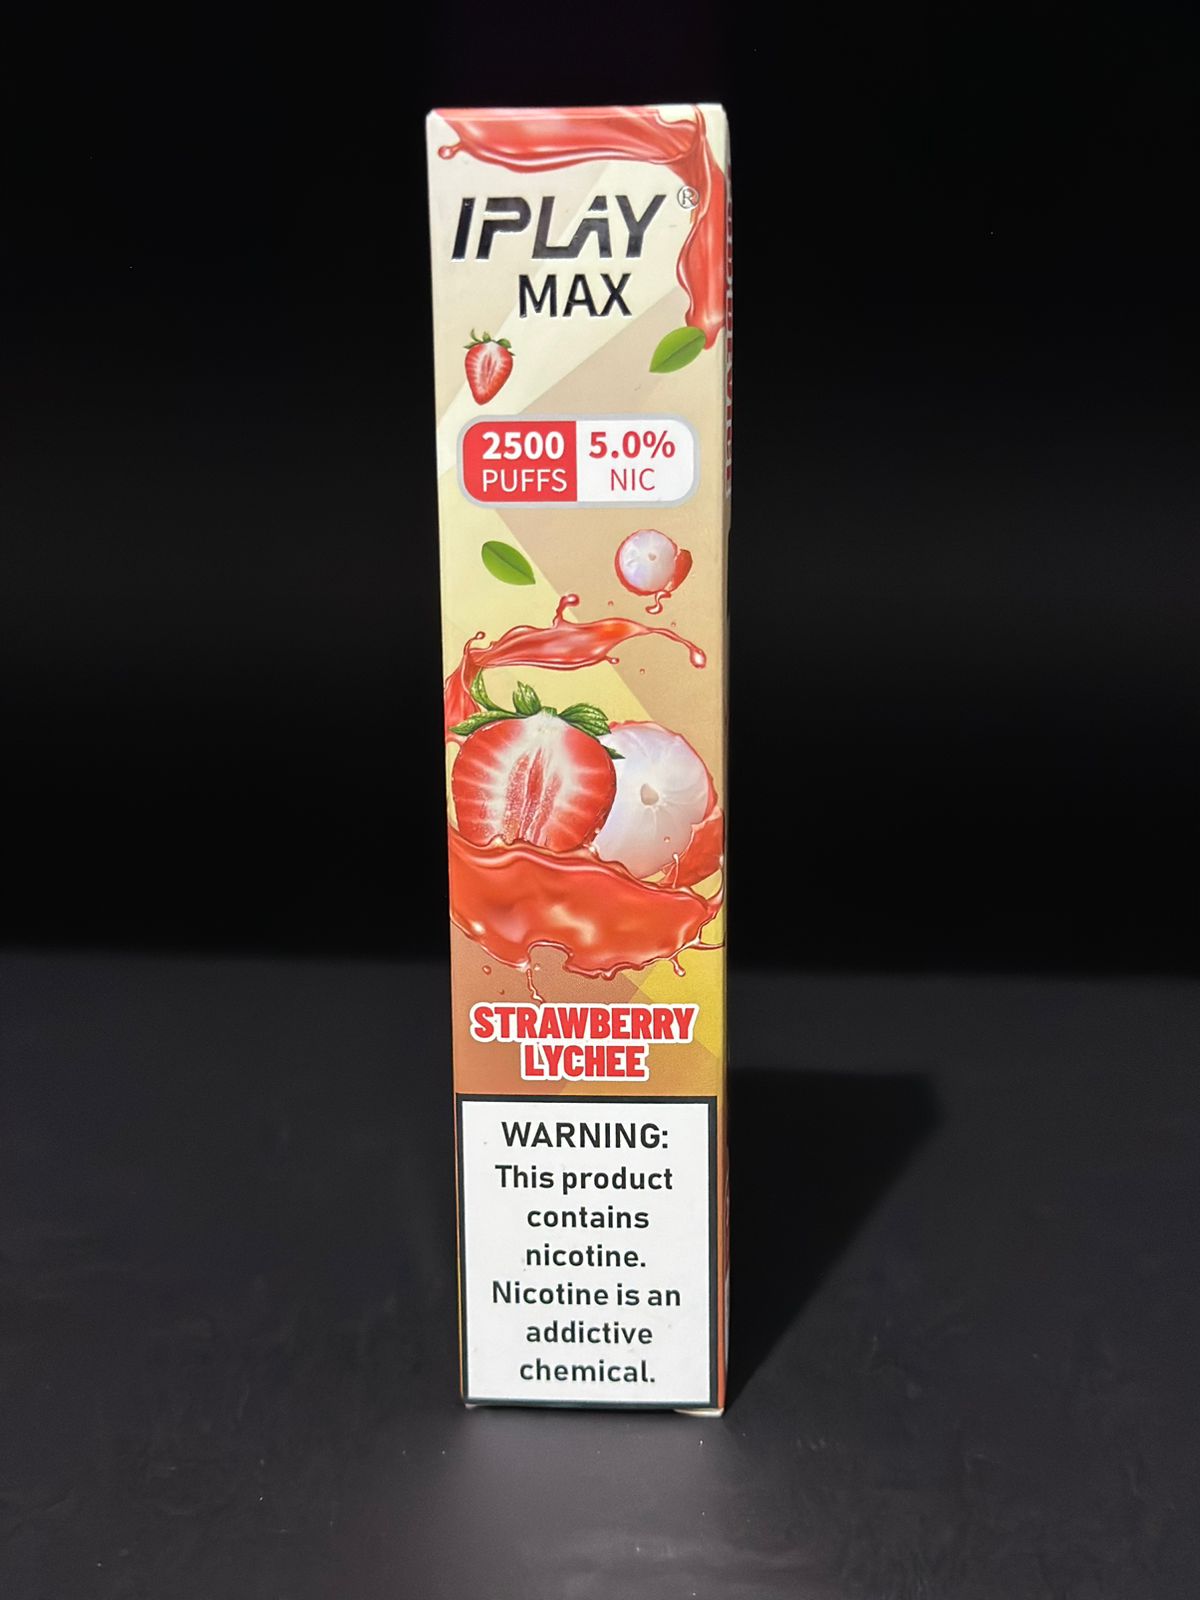 IPLAY®
MAX
2500 5.0%
PUFFS NIC
STRAWBERRY
LYCHEE
WARNING:
This product
contains
nicotine.
Nicotine is an
addictive
chemical.